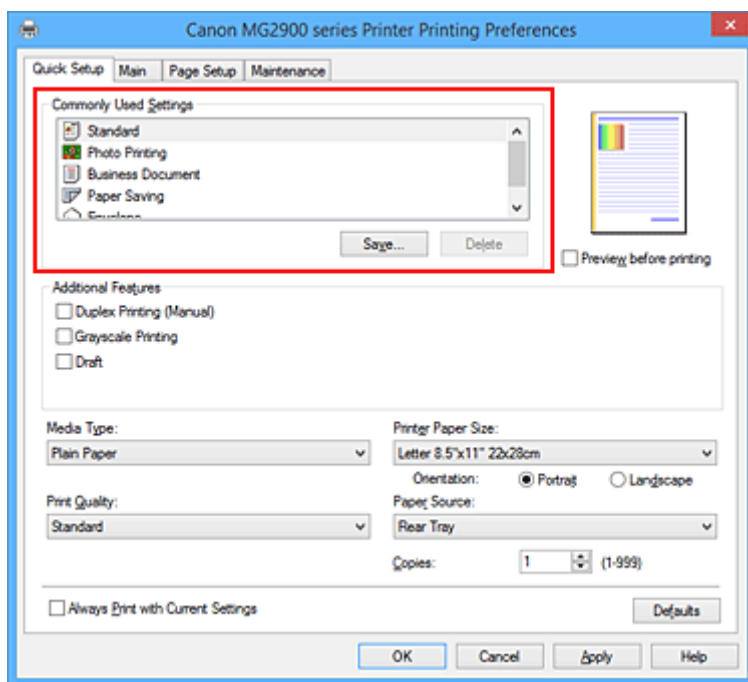 Canon MG2900 series Printer Printing Preferences
Quick Setup Main Page Setup Maintenance
Commonly Used Settings
Standard
Photo Printing
Business Document
Paper Saving
Envelope
Save... Delete
Preview before printing
Additional Features
Duplex Printing (Manual)
Grayscale Printing
Draft
Media Type:
Plain Paper
Printer Paper Size:
Letter 8.5"x11" 22x28cm
Orientation: Portrait Landscape
Print Quality:
Standard
Paper Source:
Rear Tray
Copies: 1 (1-999)
Always Print with Current Settings
Defaults
OK Cancel Apply Help